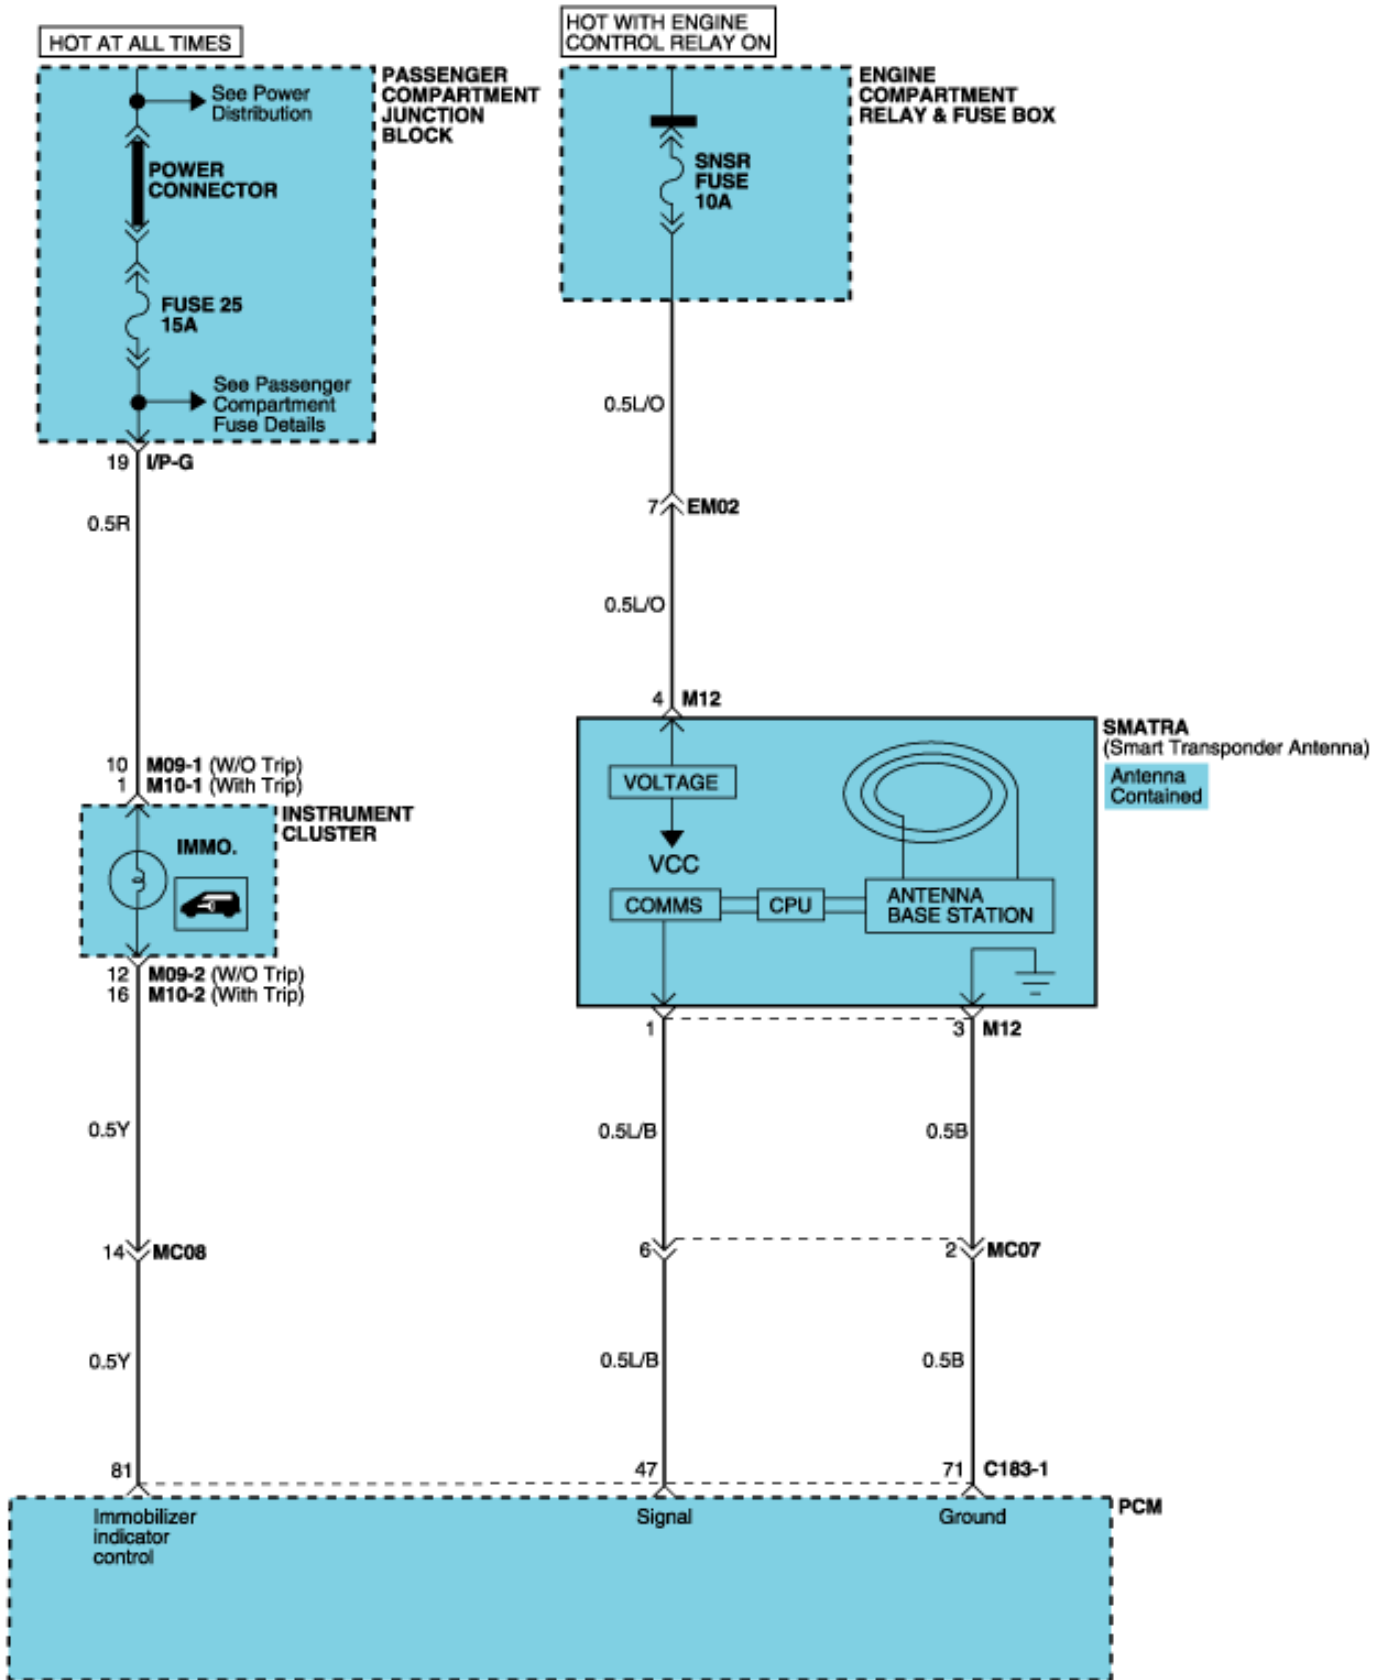 HOT AT ALL TIMES
HOT WITH ENGINE
CONTROL RELAY ON
See Power
Distribution
PASSENGER
COMPARTMENT
JUNCTION
BLOCK
POWER
CONNECTOR
FUSE 25
15A
See Passenger
Compartment
Fuse Details
ENGINE
COMPARTMENT
RELAY & FUSE BOX
SNSR
FUSE
10A
19 I/P-G
0.5R
0.5L/O
7 EM02
0.5L/O
4 M12
10 M09-1 (W/O Trip)
1 M10-1 (With Trip)
INSTRUMENT
CLUSTER
IMMO.
12 M09-2 (W/O Trip)
16 M10-2 (With Trip)
SMATRA
(Smart Transponder Antenna)
Antenna
Contained
VOLTAGE
VCC
COMMS
CPU
ANTENNA
BASE STATION
1
3 M12
0.5Y
0.5L/B
0.5B
14 MC08
6
2 MC07
0.5Y
0.5L/B
0.5B
81
47
71 C183-1
PCM
Immobilizer
indicator
control
Signal
Ground